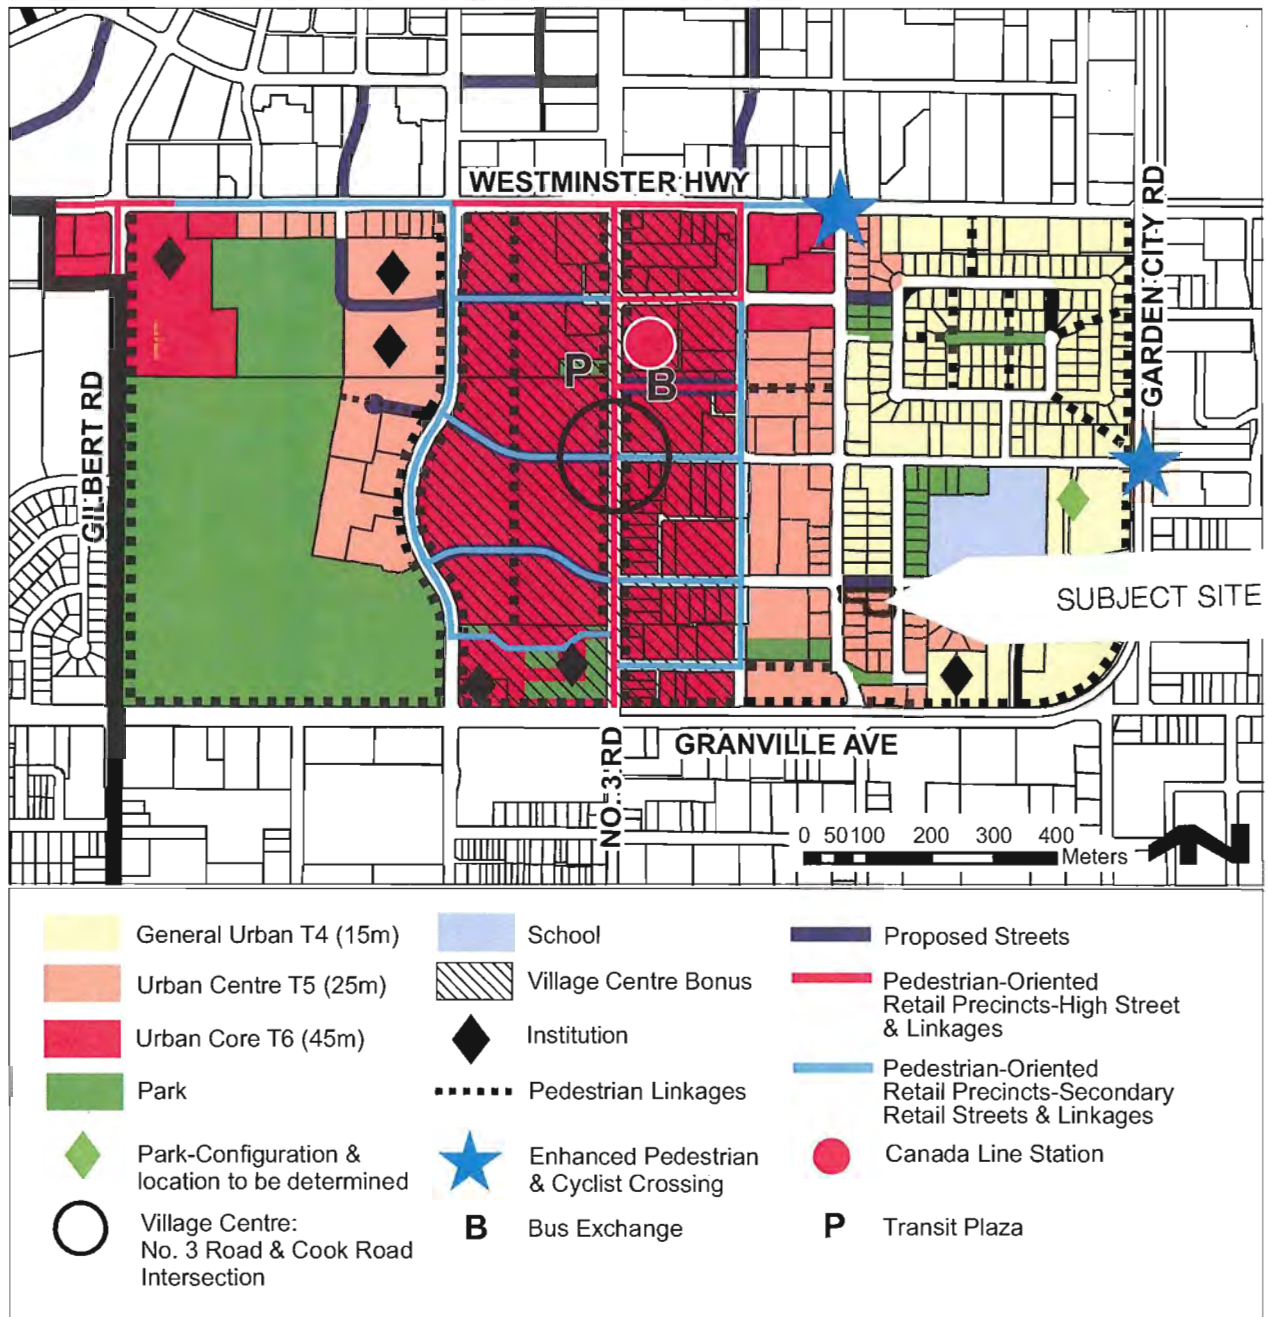 WESTMINSTER HWY
GARDEN CITY RD
GILBERT RD
P
B
SUBJECT SITE
GRANVILLE AVE
NO. 3 RD
0 50 100 200 300 400
Meters
N
General Urban T4 (15m)
Urban Centre T5 (25m)
Urban Core T6 (45m)
Park
Park-Configuration &
location to be determined
Village Centre:
No. 3 Road & Cook Road
Intersection
School
Village Centre Bonus
Institution
Pedestrian Linkages
Enhanced Pedestrian
& Cyclist Crossing
B Bus Exchange
Proposed Streets
Pedestrian-Oriented
Retail Precincts-High Street
& Linkages
Pedestrian-Oriented
Retail Precincts-Secondary
Retail Streets & Linkages
Canada Line Station
P Transit Plaza